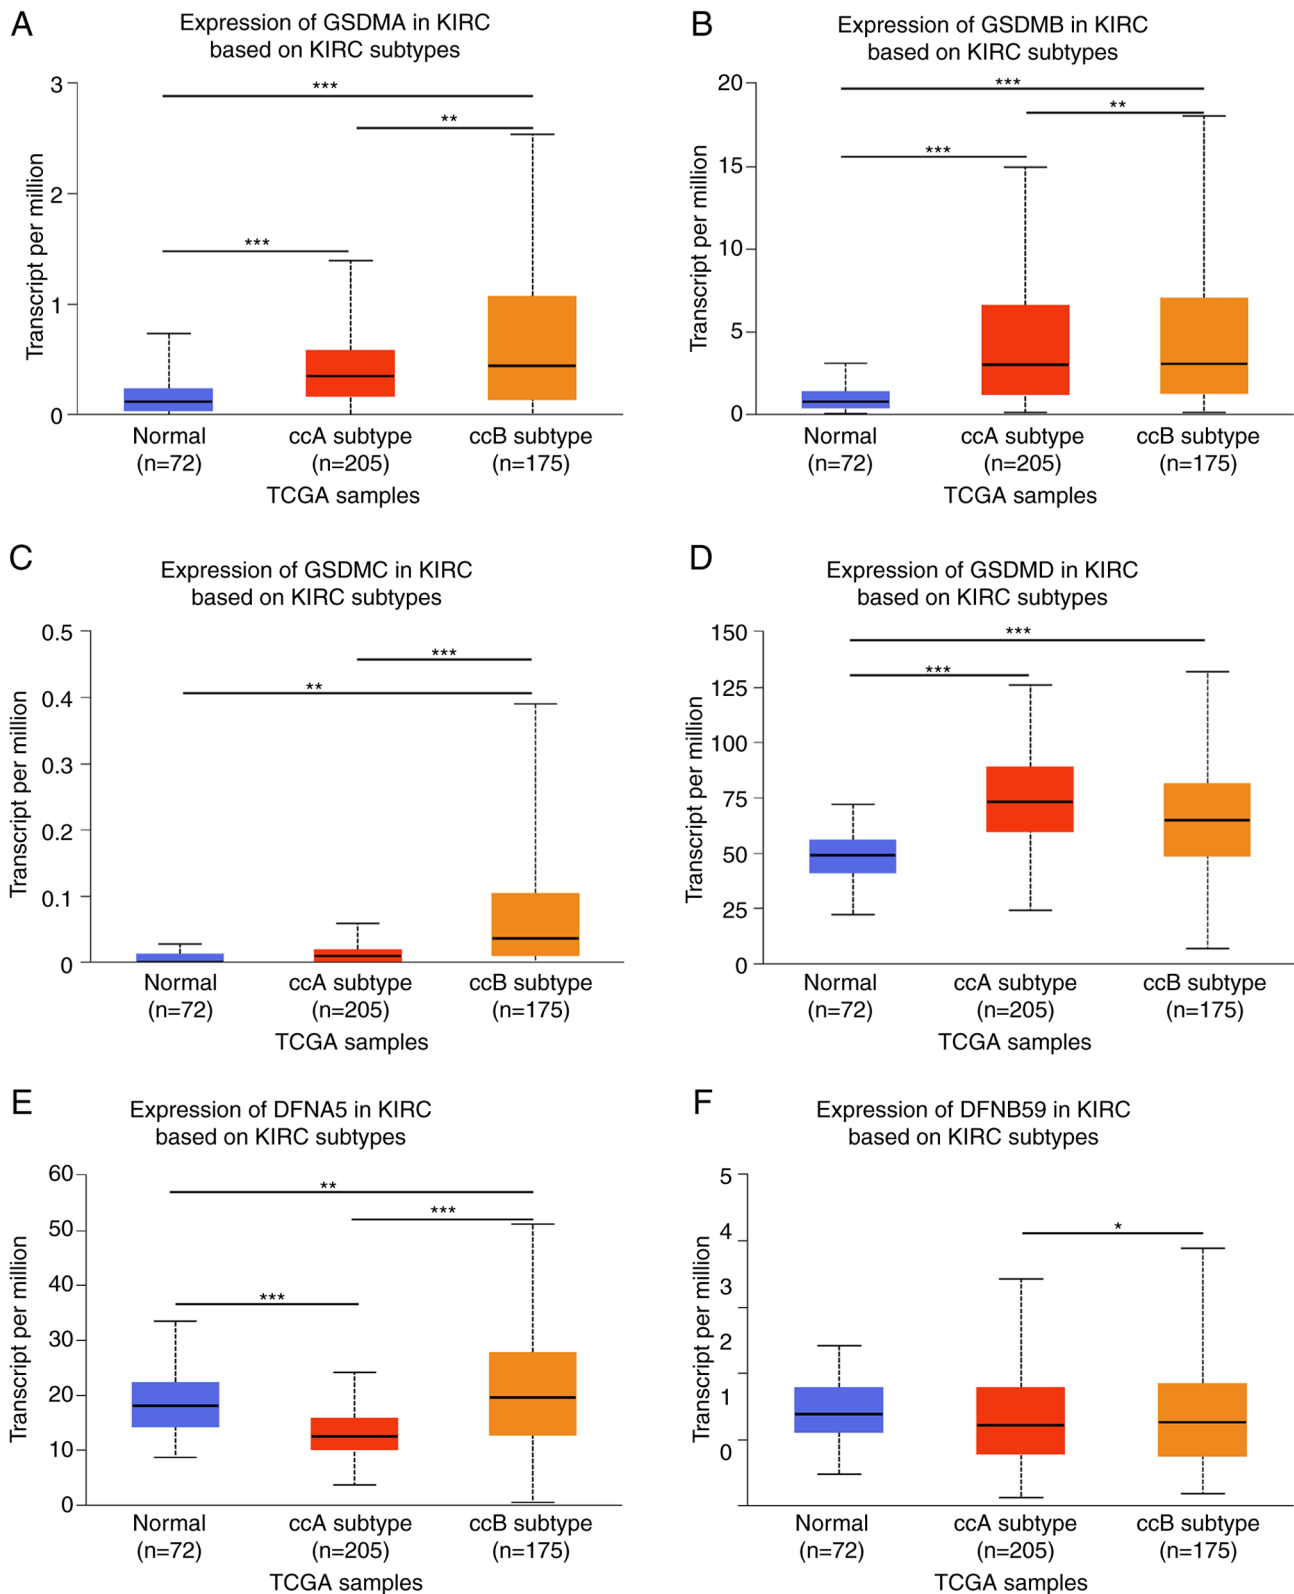 A
Expression of GSDMA in KIRC
based on KIRC subtypes
Transcript per million
3
2
1
0
***
**
***
Normal
(n=72)
ccA subtype
(n=205)
ccB subtype
(n=175)
TCGA samples
B
Expression of GSDMB in KIRC
based on KIRC subtypes
Transcript per million
20
15
10
5
0
***
**
***
Normal
(n=72)
ccA subtype
(n=205)
ccB subtype
(n=175)
TCGA samples
C
Expression of GSDMC in KIRC
based on KIRC subtypes
Transcript per million
0.5
0.4
0.3
0.2
0.1
0
***
**
Normal
(n=72)
ccA subtype
(n=205)
ccB subtype
(n=175)
TCGA samples
D
Expression of GSDMD in KIRC
based on KIRC subtypes
Transcript per million
150
125
100
75
50
25
0
***
***
Normal
(n=72)
ccA subtype
(n=205)
ccB subtype
(n=175)
TCGA samples
E
Expression of DFNA5 in KIRC
based on KIRC subtypes
Transcript per million
60
50
40
30
20
10
0
**
***
***
Normal
(n=72)
ccA subtype
(n=205)
ccB subtype
(n=175)
TCGA samples
F
Expression of DFNB59 in KIRC
based on KIRC subtypes
Transcript per million
5
4
3
2
1
0
*
Normal
(n=72)
ccA subtype
(n=205)
ccB subtype
(n=175)
TCGA samples